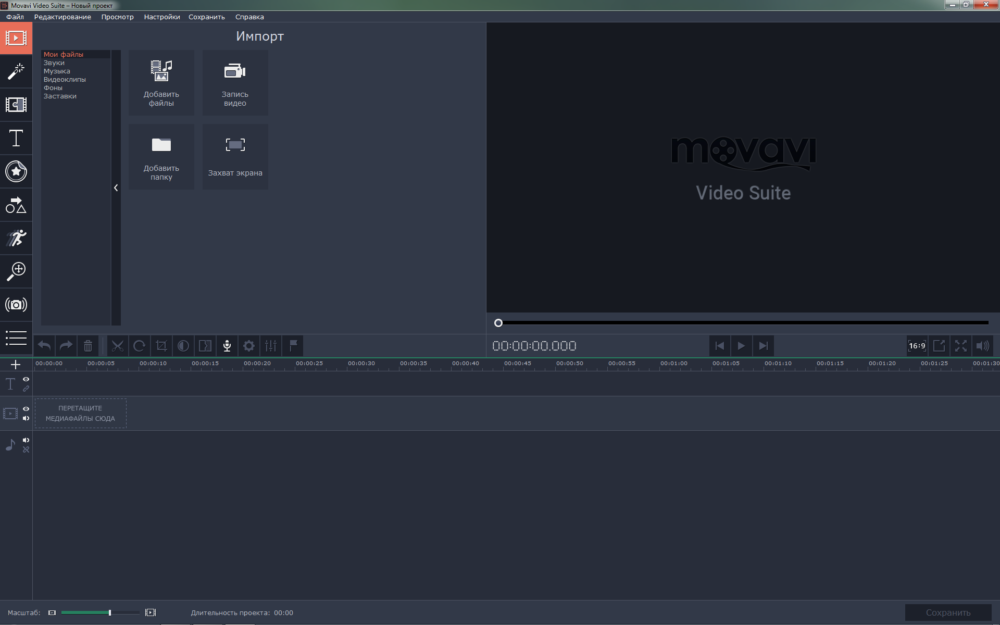 Movavi Video Suite – Новый проект
Файл Редактирование Просмотр Настройки Сохранить Справка
Импорт
Мои файлы
Звуки
Музыка
Видеоклипы
Фоны
Заставки
Добавить
файлы
Запись
видео
Добавить
папку
Захват экрана
movavi
Video Suite
00:00:00.000
16:9
00:00:00 00:00:05 00:00:10 00:00:15 00:00:20 00:00:25 00:00:30 00:00:35 00:00:40 00:00:45 00:00:50 00:00:55 00:01:00 00:01:05 00:01:10 00:01:15 00:01:20 00:01:25 00:01:30
ПЕРЕТАЩИТЕ
МЕДИАФАЙЛЫ СЮДА
Масштаб: Длительность проекта: 00:00 Сохранить